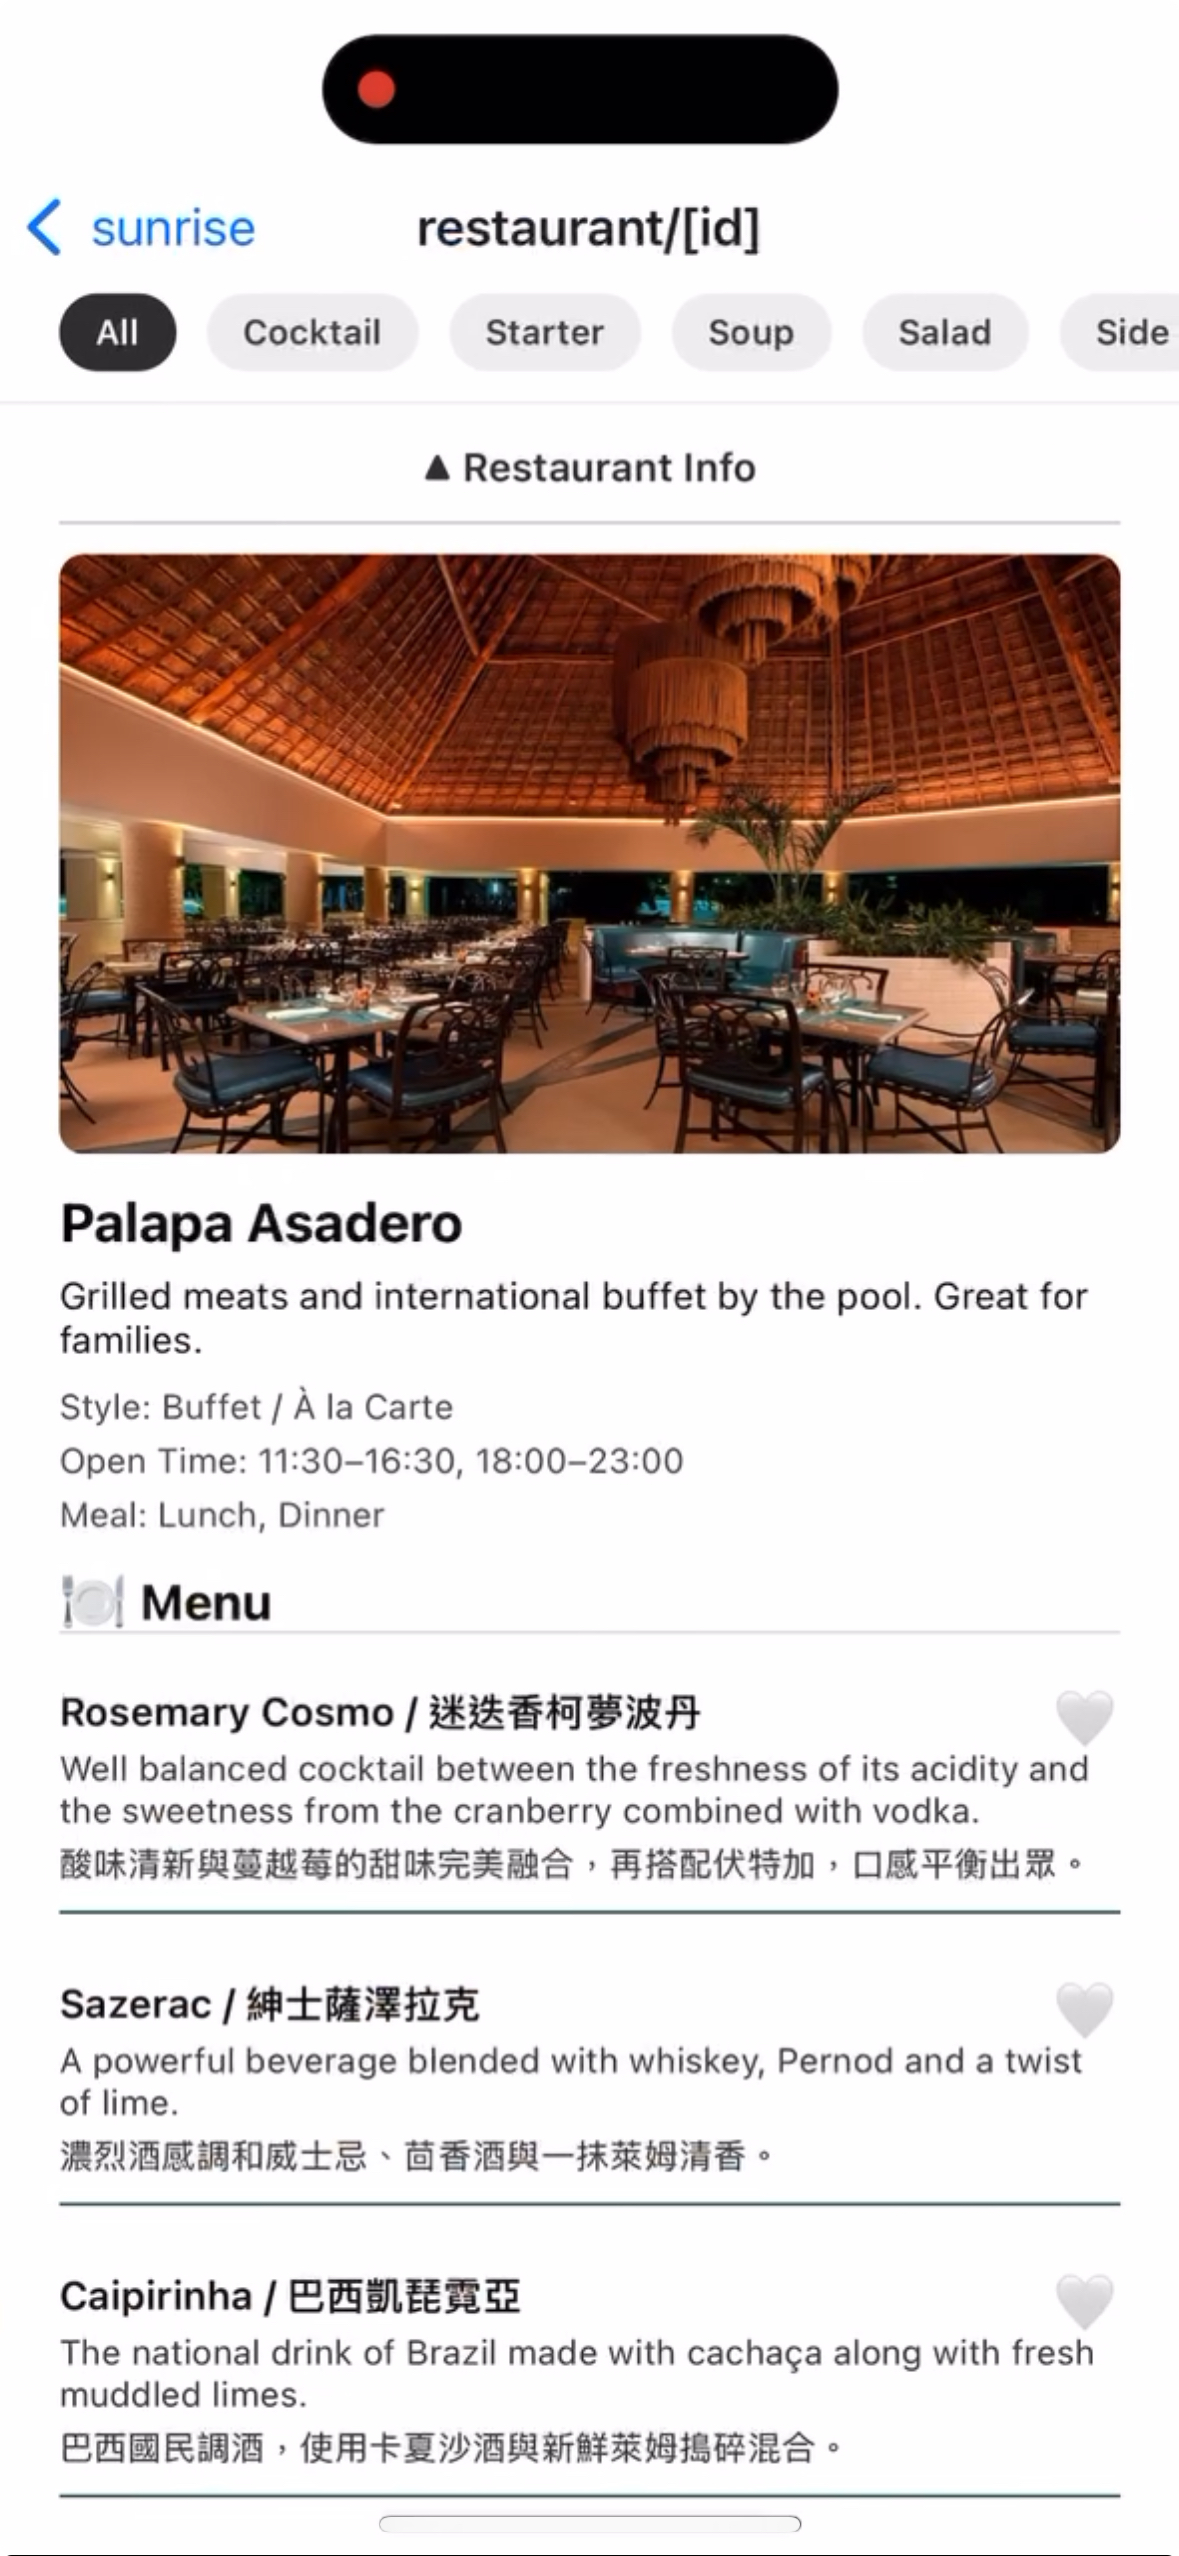 sunrise
restaurant/[id]
All Cocktail Starter Soup Salad Side
▲ Restaurant Info
Palapa Asadero
Grilled meats and international buffet by the pool. Great for
families.
Style: Buffet / À la Carte
Open Time: 11:30–16:30, 18:00–23:00
Meal: Lunch, Dinner
🍽️ Menu
Rosemary Cosmo / 迷迭香柯夢波丹
Well balanced cocktail between the freshness of its acidity and
the sweetness from the cranberry combined with vodka.
酸味清新與蔓越莓的甜味完美融合，再搭配伏特加，口感平衡出眾。
Sazerac / 紳士薩澤拉克
A powerful beverage blended with whiskey, Pernod and a twist
of lime.
濃烈酒感調和威士忌、茴香酒與一抹萊姆清香。
Caipirinha / 巴西凱琵霓亞
The national drink of Brazil made with cachaça along with fresh
muddled limes.
巴西國民調酒，使用卡夏沙酒與新鮮萊姆搗碎混合。